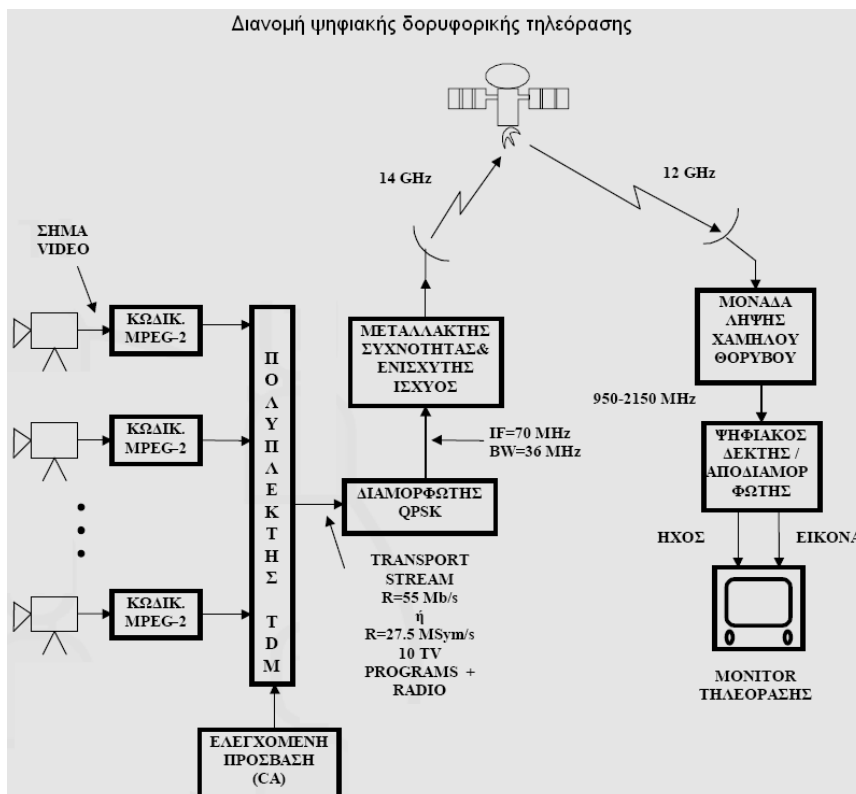 Διανομή ψηφιακής δορυφορικής τηλεόρασης
14 GHz
12 GHz
ΣΗΜΑ
VIDEO
ΚΩΔΙΚ.
MPEG-2
ΚΩΔΙΚ.
MPEG-2
ΚΩΔΙΚ.
MPEG-2
ΠΟΛΥΠΛΕΚΤΗΣ TDM
ΕΛΕΓΧΟΜΕΝΗ
ΠΡΟΣΒΑΣΗ
(CA)
ΜΕΤΑΛΛΑΚΤΗΣ
ΣΥΧΝΟΤΗΤΑΣ&
ΕΝΙΣΧΥΤΗΣ
ΙΣΧΥΟΣ
IF=70 MHz
BW=36 MHz
ΔΙΑΜΟΡΦΩΤΗΣ
QPSK
TRANSPORT
STREAM
R=55 Mb/s
ή
R=27.5 MSym/s
10 TV
PROGRAMS +
RADIO
ΜΟΝΑΔΑ
ΛΗΨΗΣ
ΧΑΜΗΛΟΥ
ΘΟΡΥΒΟΥ
950-2150 MHz
ΨΗΦΙΑΚΟΣ
ΔΕΚΤΗΣ /
ΑΠΟΔΙΑΜΟΡ
ΦΩΤΗΣ
ΗΧΟΣ
ΕΙΚΟΝΑ
MONITOR
ΤΗΛΕΟΡΑΣΗΣ